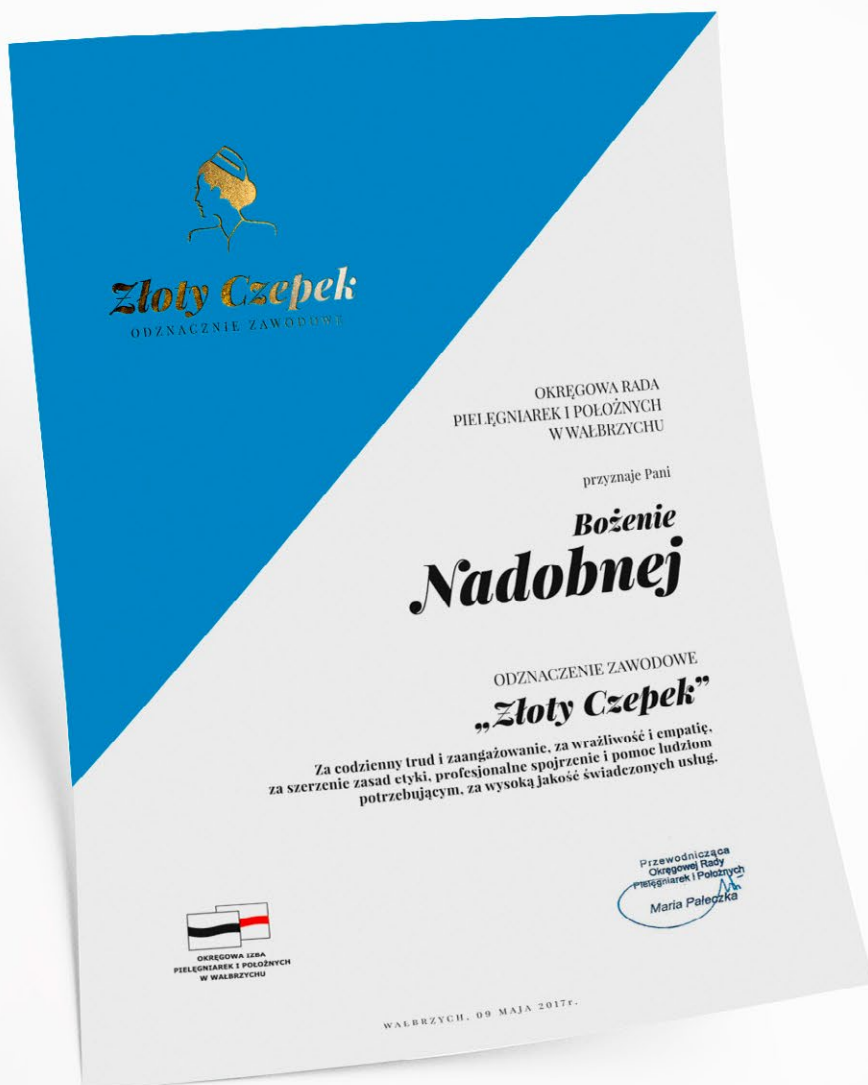 Złoty Czepek
ODZNACZNIE ZAWODOWE
OKRĘGOWA RADA
PIELĘGNIAREK I POŁOŻNYCH
W WAŁBRZYCHU
przyznaje Pani
Bożenie
Nadobnej
ODZNACZENIE ZAWODOWE
„Złoty Czepek”
Za codzienny trud i zaangażowanie, za wrażliwość i empatię,
za szerzenie zasad etyki, profesjonalne spojrzenie i pomoc ludziom
potrzebującym, za wysoką jakość świadczonych usług.
Przewodnicząca
Okręgowej Rady
Pielęgniarek i Położnych
Maria Pałeczka
OKRĘGOWA IZBA
PIELĘGNIAREK I POŁOŻNYCH
W WAŁBRZYCHU
WAŁBRZYCH, 09 MAJA 2017r.